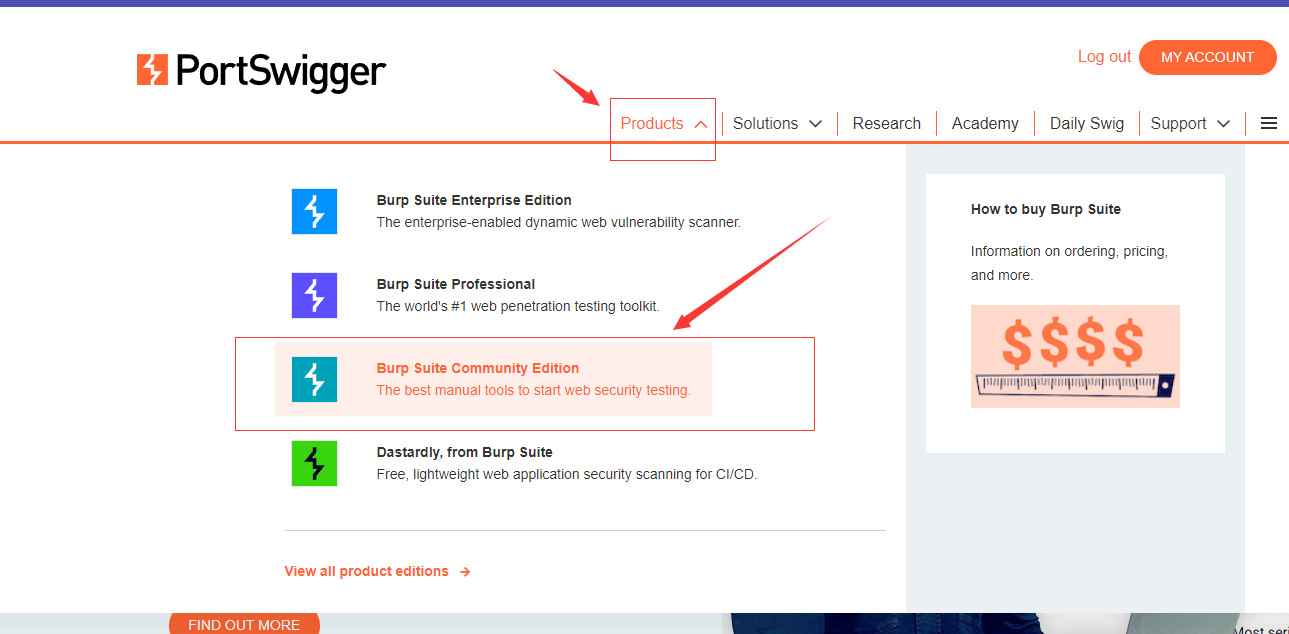 PortSwigger
Log out
MY ACCOUNT
Products
Solutions
Research
Academy
Daily Swig
Support
Burp Suite Enterprise Edition
The enterprise-enabled dynamic web vulnerability scanner.
Burp Suite Professional
The world's #1 web penetration testing toolkit.
Burp Suite Community Edition
The best manual tools to start web security testing.
Dastardly, from Burp Suite
Free, lightweight web application security scanning for CI/CD.
View all product editions
How to buy Burp Suite
Information on ordering, pricing,
and more.
$$$$
FIND OUT MORE
Most